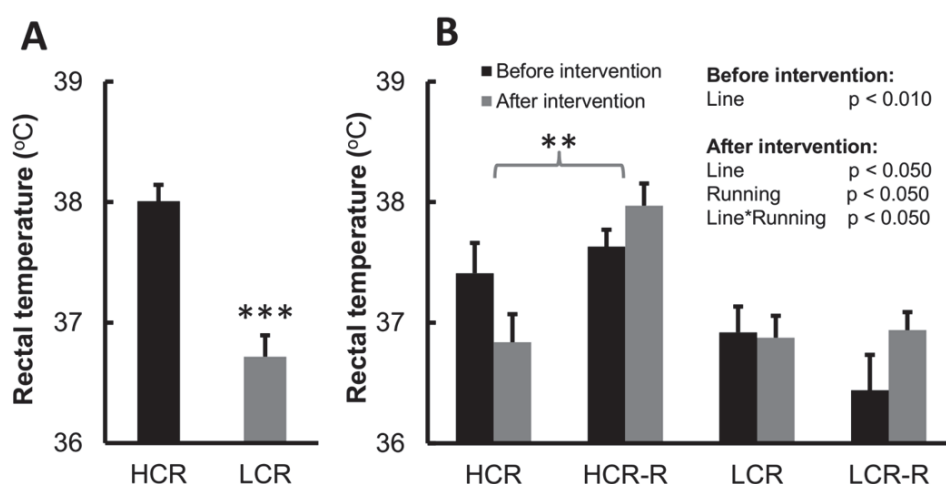 A
39
38
37
36
Rectal temperature (°C)
***
HCR LCR
B
39
38
37
36
Rectal temperature (°C)
Before intervention
After intervention
**
Before intervention:
Line p < 0.010
After intervention:
Line p < 0.050
Running p < 0.050
Line*Running p < 0.050
HCR HCR-R LCR LCR-R